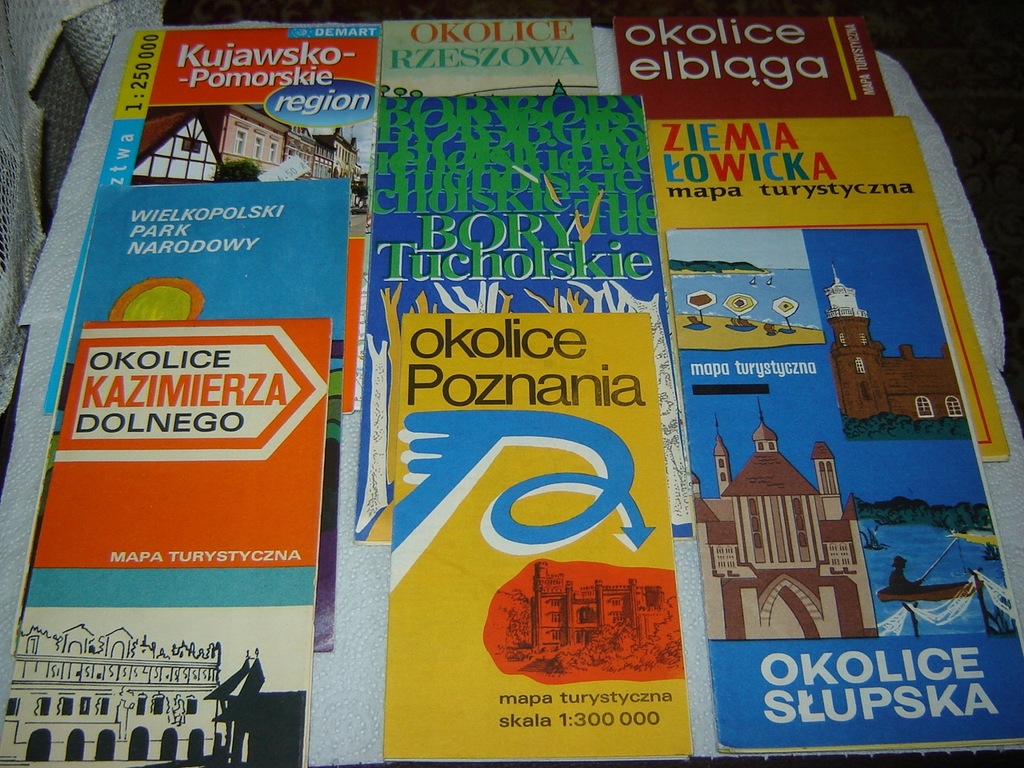 1:250 000
DEMART
Kujawsko-
-Pomorskie
region
OKOLICE
RZESZOWA
okolice
elbląga
MAPA TURYSTYCZNA
WIELKOPOLSKI
PARK
NARODOWY
BORY
Tucholskie
ZIEMIA
ŁOWICKA
mapa turystyczna
OKOLICE
KAZIMIERZA
DOLNEGO
MAPA TURYSTYCZNA
okolice
Poznania
mapa turystyczna
skala 1:300 000
mapa turystyczna
OKOLICE
SŁUPSKA